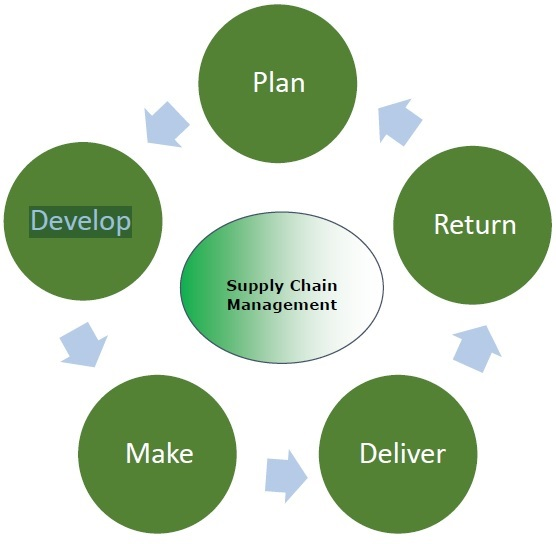 Plan
Develop
Return
Supply Chain
Management
Make
Deliver